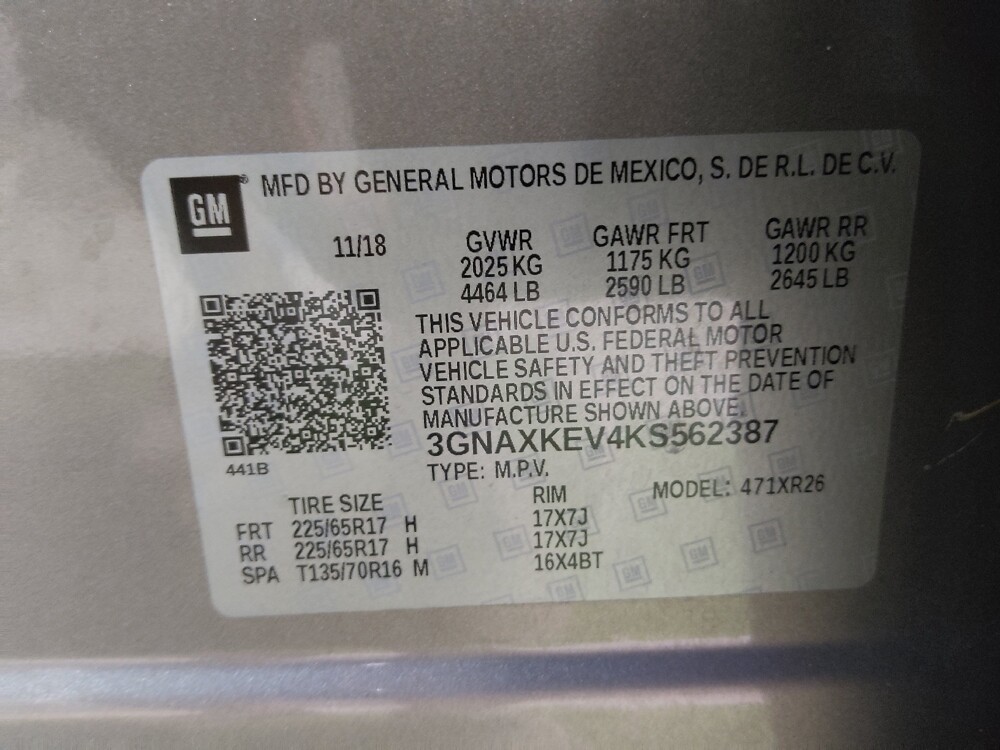 GM MFD BY GENERAL MOTORS DE MEXICO, S. DE R.L. DE C.V.
11/18 GVWR GAWR FRT GAWR RR
2025 KG 1175 KG 1200 KG
4464 LB 2590 LB 2645 LB
THIS VEHICLE CONFORMS TO ALL
APPLICABLE U.S. FEDERAL MOTOR
VEHICLE SAFETY AND THEFT PREVENTION
STANDARDS IN EFFECT ON THE DATE OF
MANUFACTURE SHOWN ABOVE.
3GNAXKEV4KS562387
441B TYPE: M.P.V. MODEL: 471XR26
TIRE SIZE RIM
FRT 225/65R17 H 17X7J
RR 225/65R17 H 17X7J
SPA T135/70R16 M 16X4BT